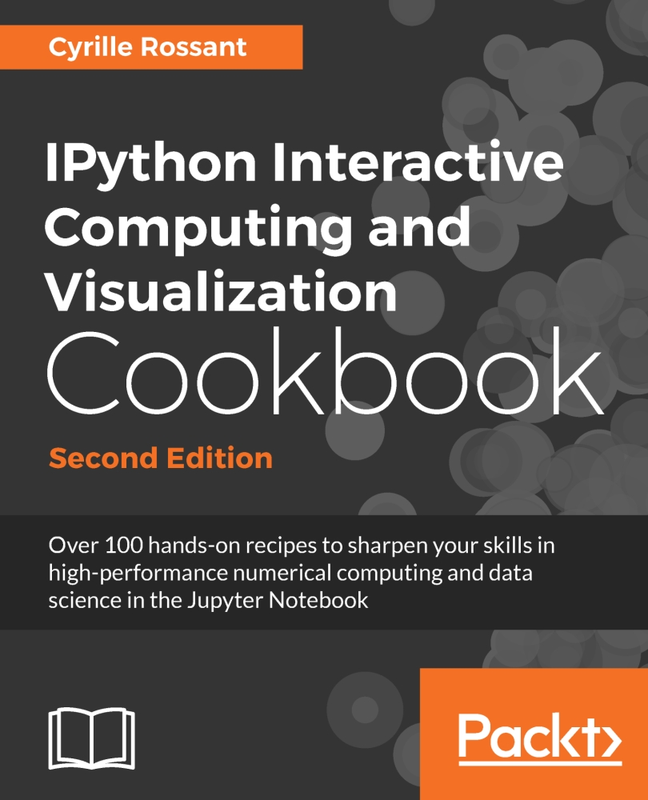 Cyrille Rossant
IPython Interactive
Computing and
Visualization
Cookbook
Second Edition
Over 100 hands-on recipes to sharpen your skills in
high-performance numerical computing and data
science in the Jupyter Notebook
Packt>